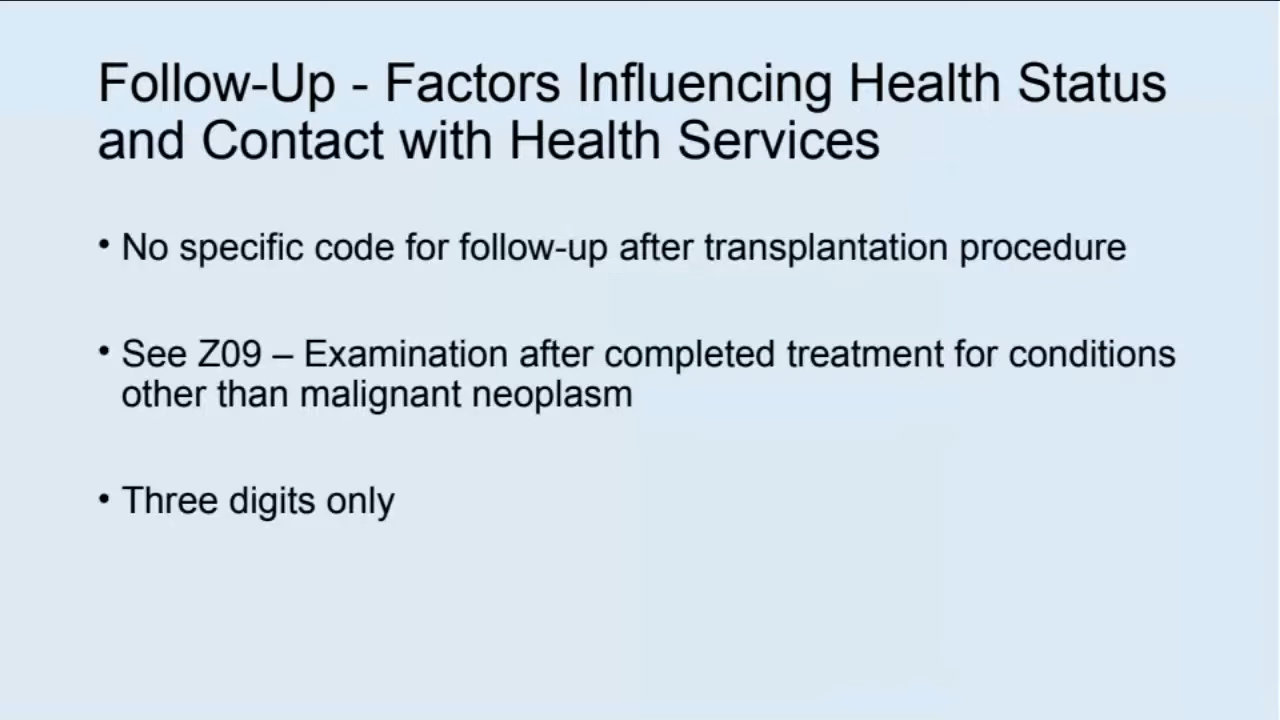 Follow-Up - Factors Influencing Health Status
and Contact with Health Services
• No specific code for follow-up after transplantation procedure
• See Z09 – Examination after completed treatment for conditions
other than malignant neoplasm
• Three digits only